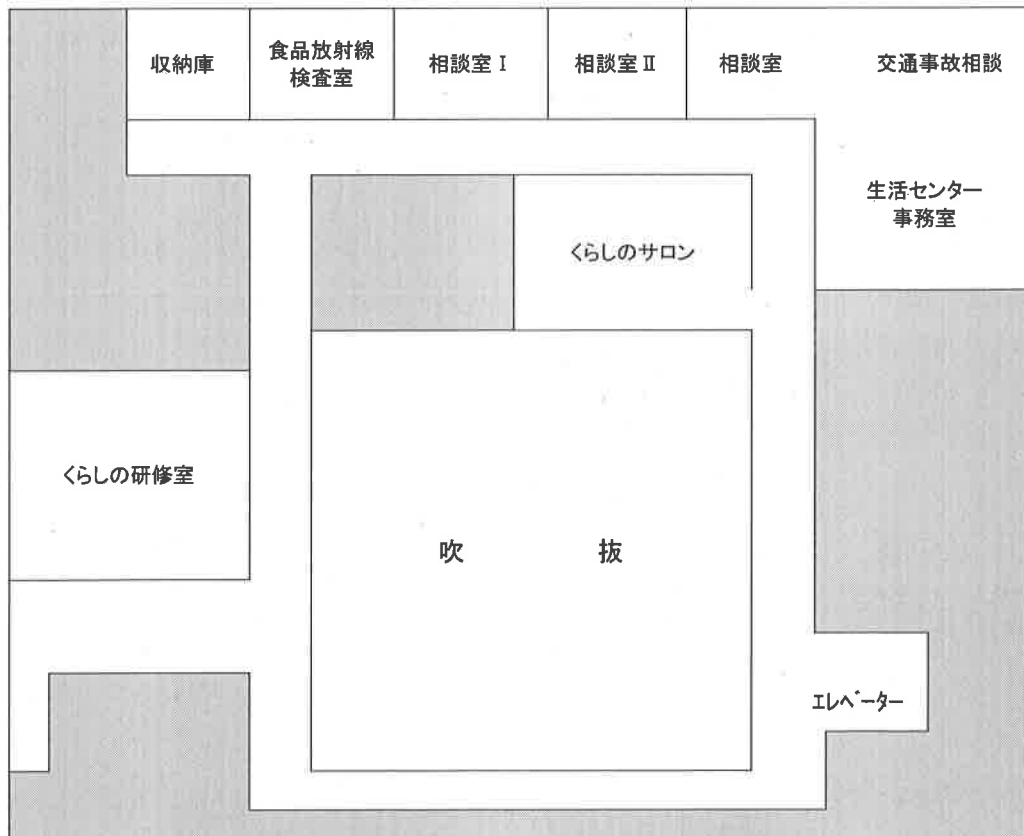 収納庫
食品放射線
検査室
相談室Ⅰ
相談室Ⅱ
相談室
交通事故相談
生活センター
事務室
くらしのサロン
くらしの研修室
吹　抜
エレベーター